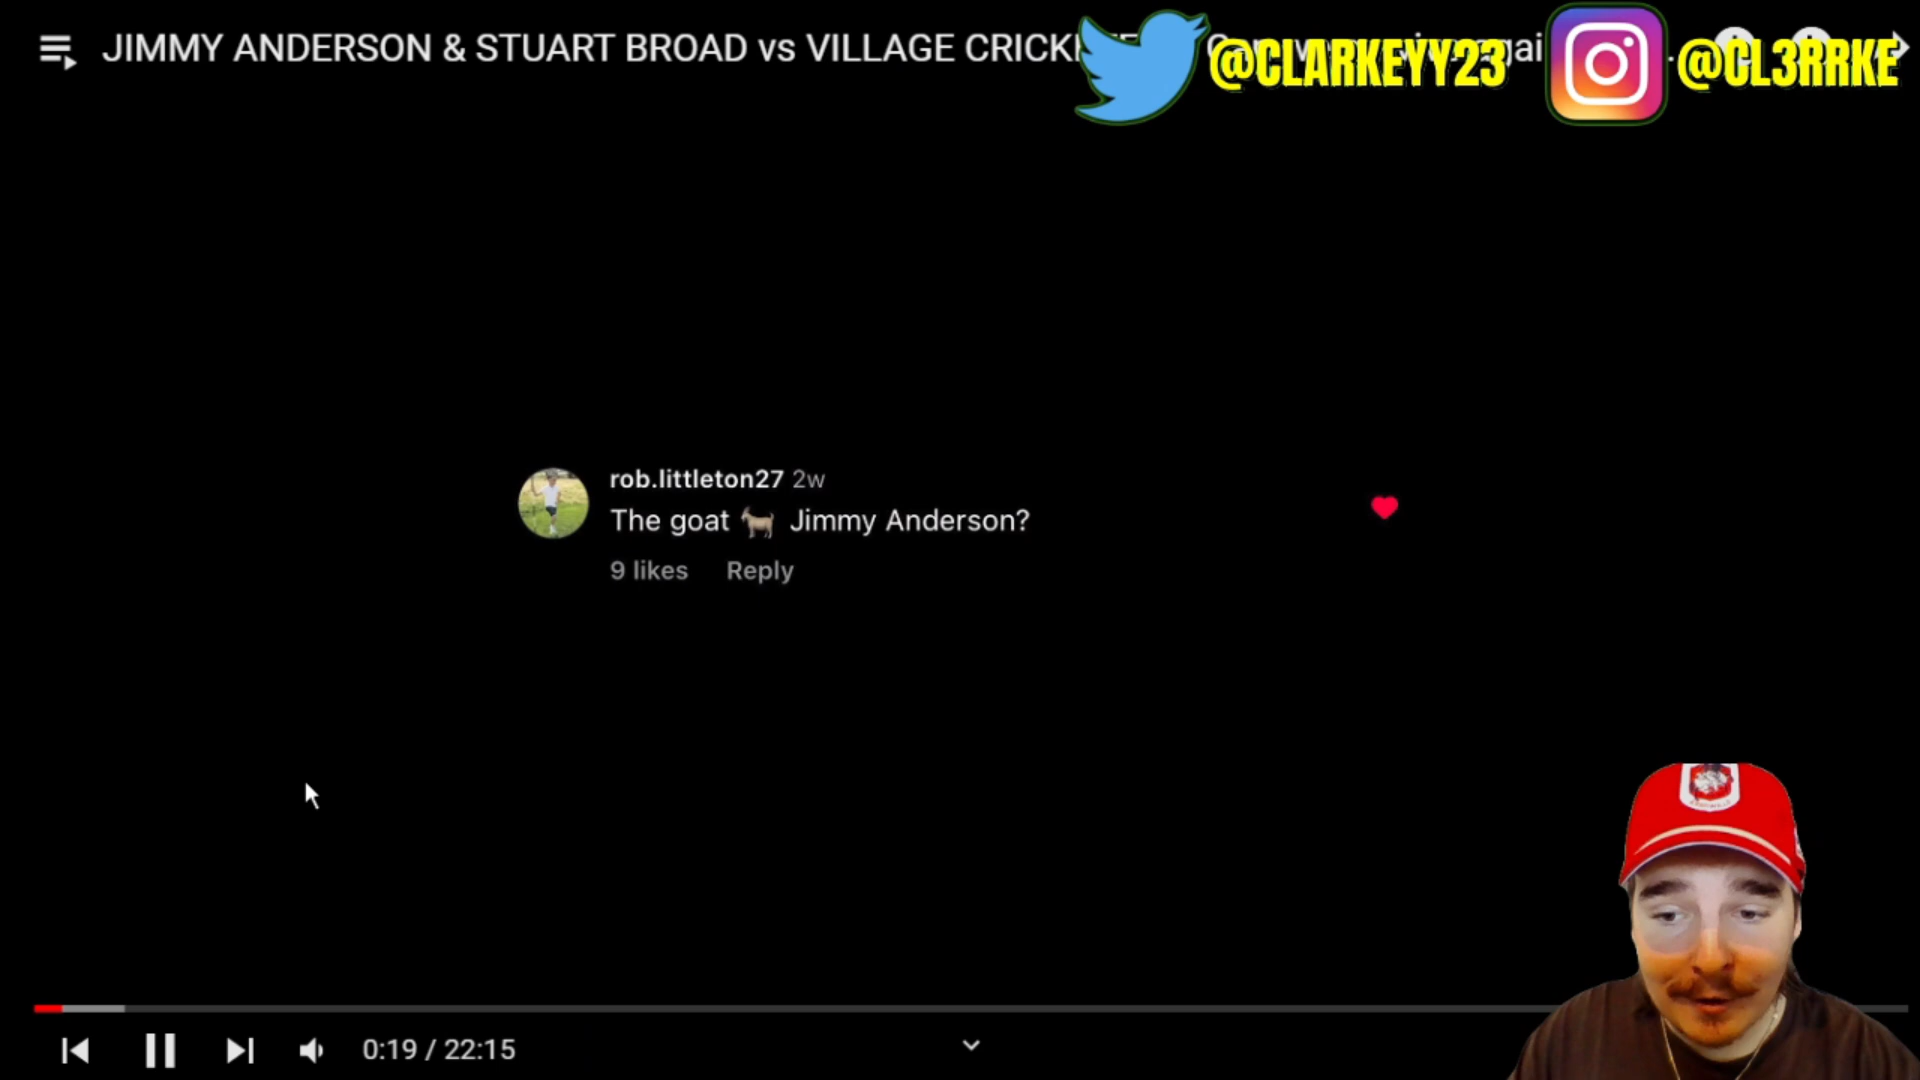 JIMMY ANDERSON & STUART BROAD vs VILLAGE CRICKET
@CLARKEYY23
@CL3RRKE
rob.littleton27 2w
The goat 🐐 Jimmy Anderson?
9 likes Reply
0:19 / 22:15